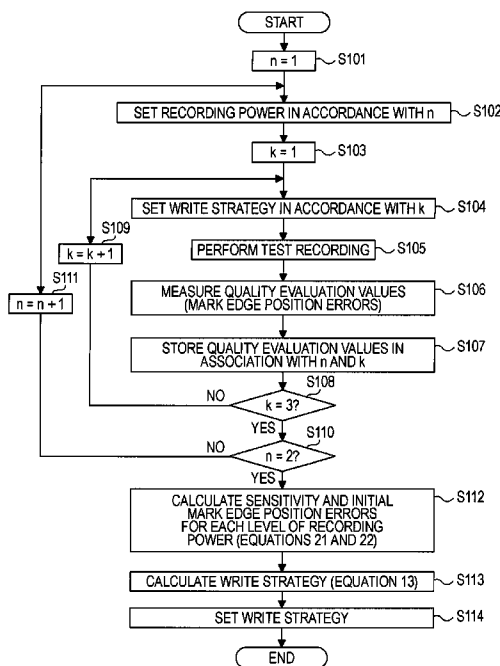 START
n = 1
S101
SET RECORDING POWER IN ACCORDANCE WITH n
S102
k = 1
S103
SET WRITE STRATEGY IN ACCORDANCE WITH k
S104
S109
k = k + 1
PERFORM TEST RECORDING
S105
S111
n = n + 1
MEASURE QUALITY EVALUATION VALUES
(MARK EDGE POSITION ERRORS)
S106
STORE QUALITY EVALUATION VALUES IN
ASSOCIATION WITH n AND k
S107
S108
NO
k = 3?
YES
S110
NO
n = 2?
YES
CALCULATE SENSITIVITY AND INITIAL
MARK EDGE POSITION ERRORS
FOR EACH LEVEL OF RECORDING
POWER (EQUATIONS 21 AND 22)
S112
CALCULATE WRITE STRATEGY (EQUATION 13)
S113
SET WRITE STRATEGY
S114
END